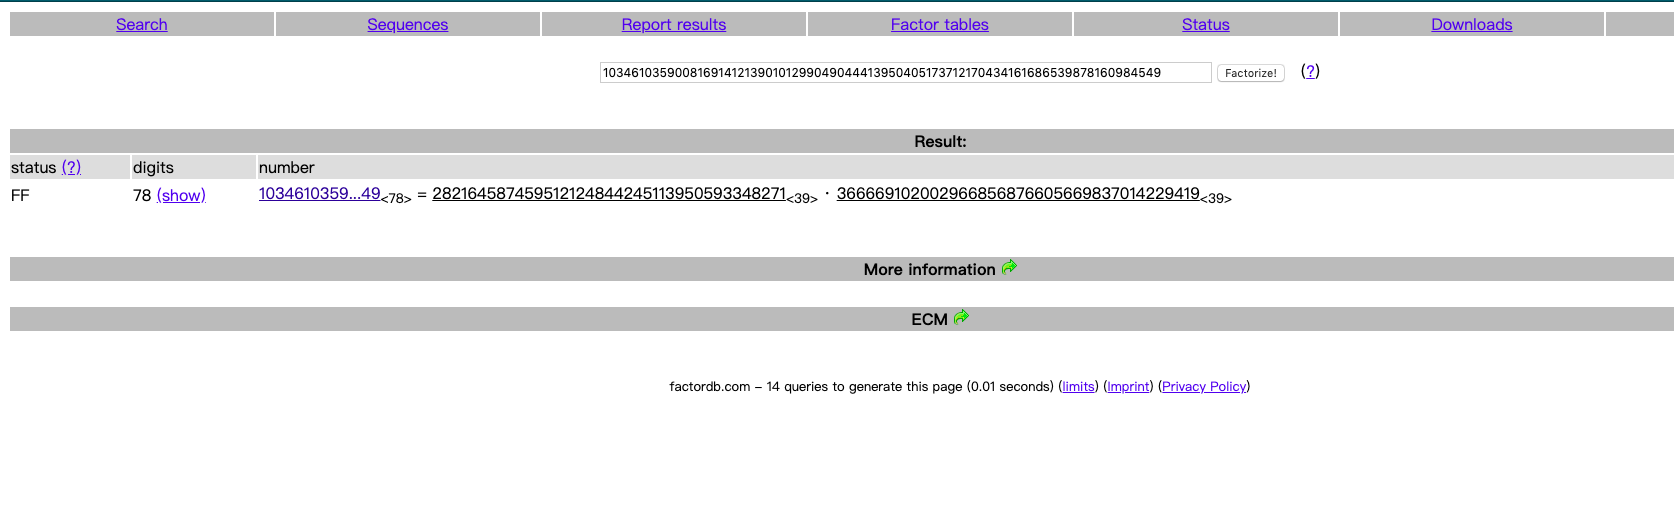 Search Sequences Report results Factor tables Status Downloads
103461035900816914121390101299049044413950405173712170434161686539878160984549 Factorize! (?)
Result:
status (?) digits number
FF 78 (show) 1034610359...49<78> = 282164587459512124844245113950593348271<39> · 366669102002966856876605669837014229419<39>
More information
ECM
factordb.com – 14 queries to generate this page (0.01 seconds) (limits) (Imprint) (Privacy Policy)